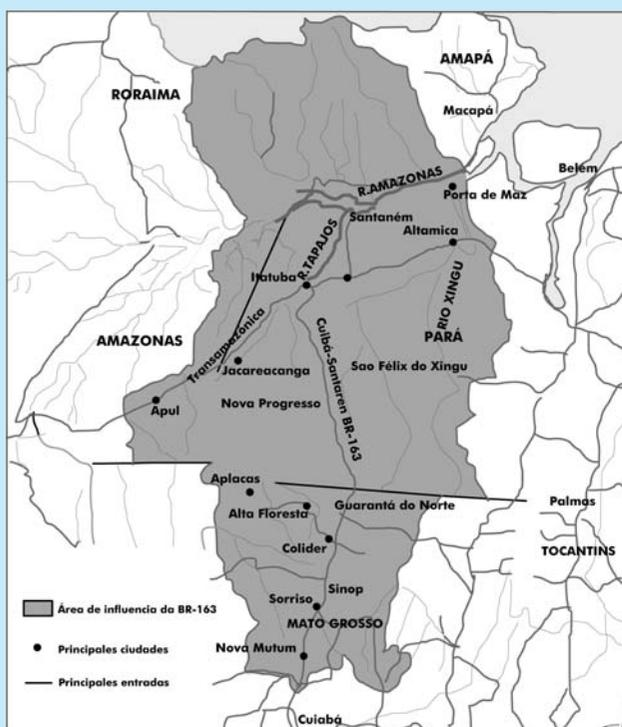 AMAPÁ
RORAIMA
Macapá
Belém
R.AMAZONAS
Porta de Maz
Santaném
Altamica
R.TAPAJOS
Itatuba
RIO XINGU
AMAZONAS
Transamazónica
PARÁ
Cuibá-Santaren BR-163
Jacareacanga
Sao Félix do Xingu
Apul
Nova Progresso
Aplacas
Palmas
Alta Floresta
Guarantá do Norte
Colider
TOCANTINS
Sinop
Sorriso
Área de influencia da BR-163
MATO GROSSO
Principales ciudades
Nova Mutum
Principales entradas
Cuiabá